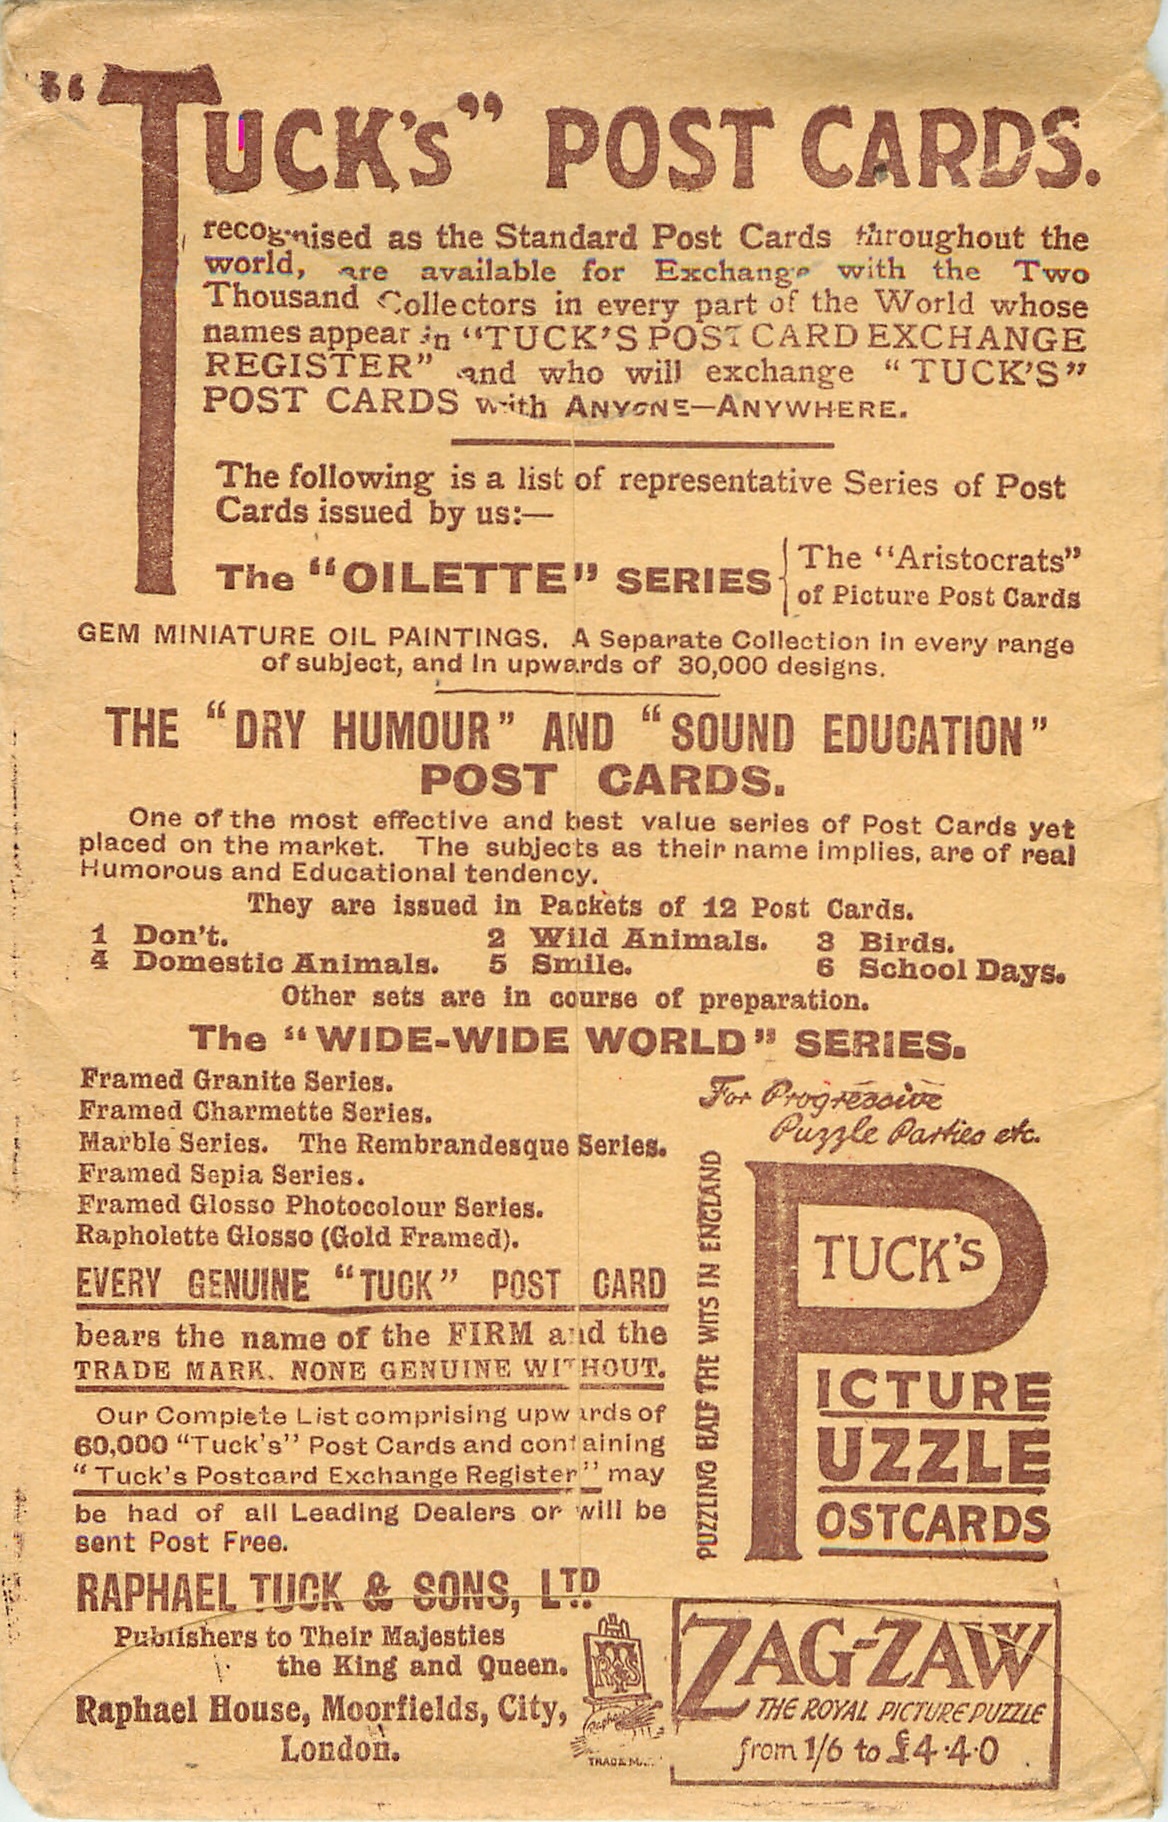 "TUCK'S" POST CARDS.
recognised as the Standard Post Cards throughout the
world, are available for Exchange with the Two
Thousand Collectors in every part of the World whose
names appear in "TUCK'S POST CARD EXCHANGE
REGISTER" and who will exchange "TUCK'S"
POST CARDS with ANYONE—ANYWHERE.
The following is a list of representative Series of Post
Cards issued by us:—
The "OILETTE" SERIES { The "Aristocrats"
of Picture Post Cards
GEM MINIATURE OIL PAINTINGS. A Separate Collection in every range
of subject, and in upwards of 30,000 designs.
THE "DRY HUMOUR" AND "SOUND EDUCATION"
POST CARDS.
One of the most effective and best value series of Post Cards yet
placed on the market. The subjects as their name implies, are of real
Humorous and Educational tendency.
They are issued in Packets of 12 Post Cards.
1 Don't. 2 Wild Animals. 3 Birds.
4 Domestic Animals. 5 Smile. 6 School Days.
Other sets are in course of preparation.
The "WIDE-WIDE WORLD" SERIES.
Framed Granite Series.
Framed Charmette Series.
Marble Series. The Rembrandesque Series.
Framed Sepia Series.
Framed Glosso Photocolour Series.
Rapholette Glosso (Gold Framed).
EVERY GENUINE "TUCK" POST CARD
bears the name of the FIRM and the
TRADE MARK. NONE GENUINE WITHOUT.
Our Complete List comprising upwards of
60,000 "Tuck's" Post Cards and containing
"Tuck's Postcard Exchange Register" may
be had of all Leading Dealers or will be
sent Post Free.
For Progressive
Puzzle Parties etc.
PUZZLING HALF THE WITS IN ENGLAND
TUCK'S
PICTURE
PUZZLE
POSTCARDS
RAPHAEL TUCK & SONS, LTD
Publishers to Their Majesties
the King and Queen.
Raphael House, Moorfields, City,
London.
TRADE M
ZAG-ZAW
THE ROYAL PICTURE PUZZLE
from 1/6 to £4·4·0